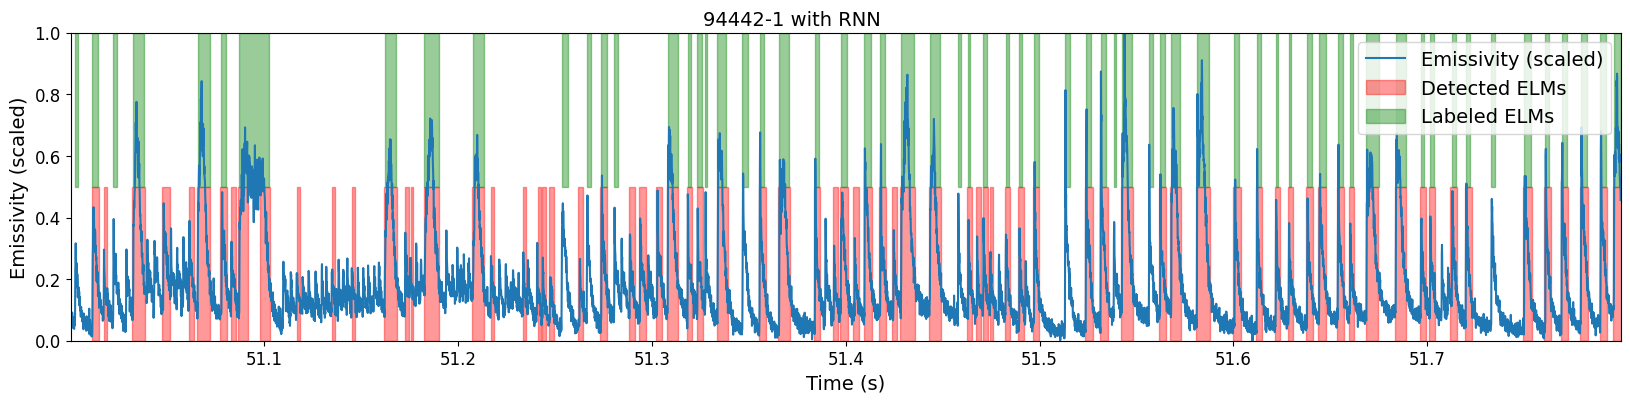 94442-1 with RNN
Emissivity (scaled)
1.0
0.8
0.6
0.4
0.2
0.0
Emissivity (scaled)
Detected ELMs
Labeled ELMs
51.1 51.2 51.3 51.4 51.5 51.6 51.7
Time (s)